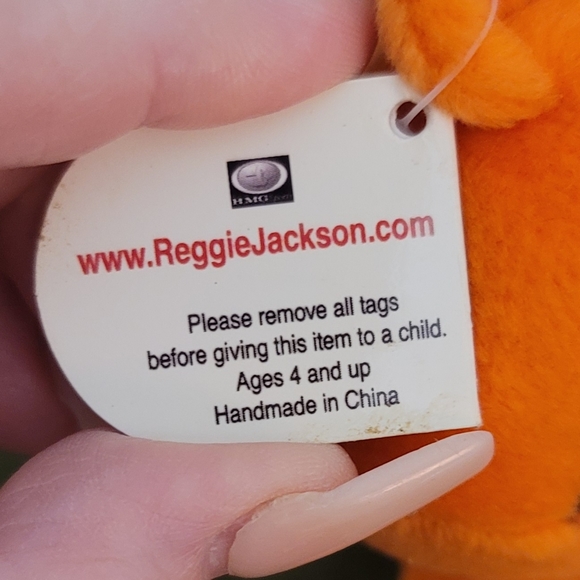 HMG
www.ReggieJackson.com
Please remove all tags
before giving this item to a child.
Ages 4 and up
Handmade in China